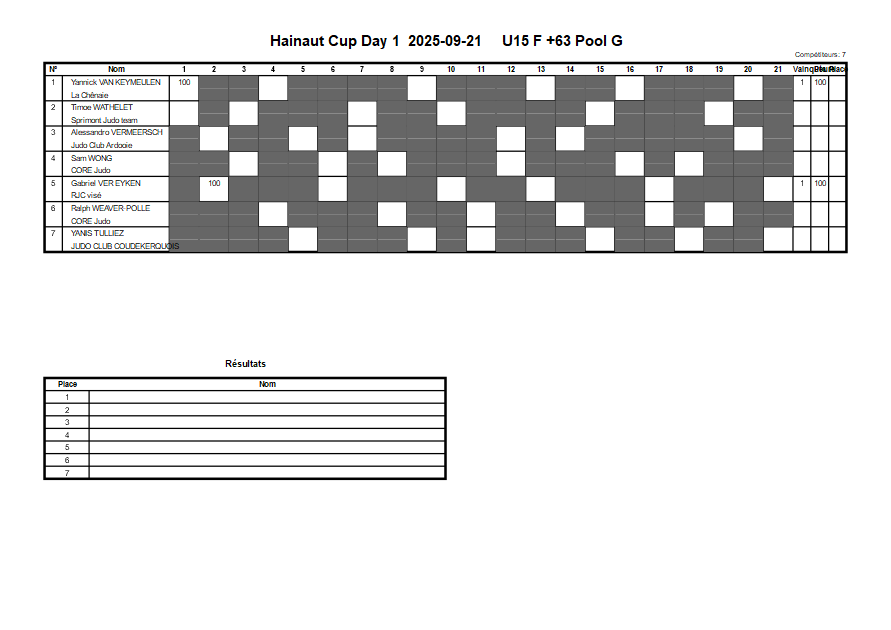 Hainaut Cup Day 1 2025-09-21 U15 F +63 Pool G
Compétiteurs: 7
N° Nom 1 2 3 4 5 6 7 8 9 10 11 12 13 14 15 16 17 18 19 20 21 Place
1 Yannick VAN KEYMEULEN 100 1 100
La Chênaie
2 Timoe WATHELET
Sprimont Judo team
3 Alessandro VERMEERSCH
Judo Club Ardooie
4 Sam WONG
CORE Judo
5 Gabriel VER EYKEN 100 1 100
RJC visé
6 Ralph WEAVER-POLLE
CORE Judo
7 YANIS TULLIEZ
JUDO CLUB COUDEKERQUOIS
Résultats
Place Nom
1
2
3
4
5
6
7